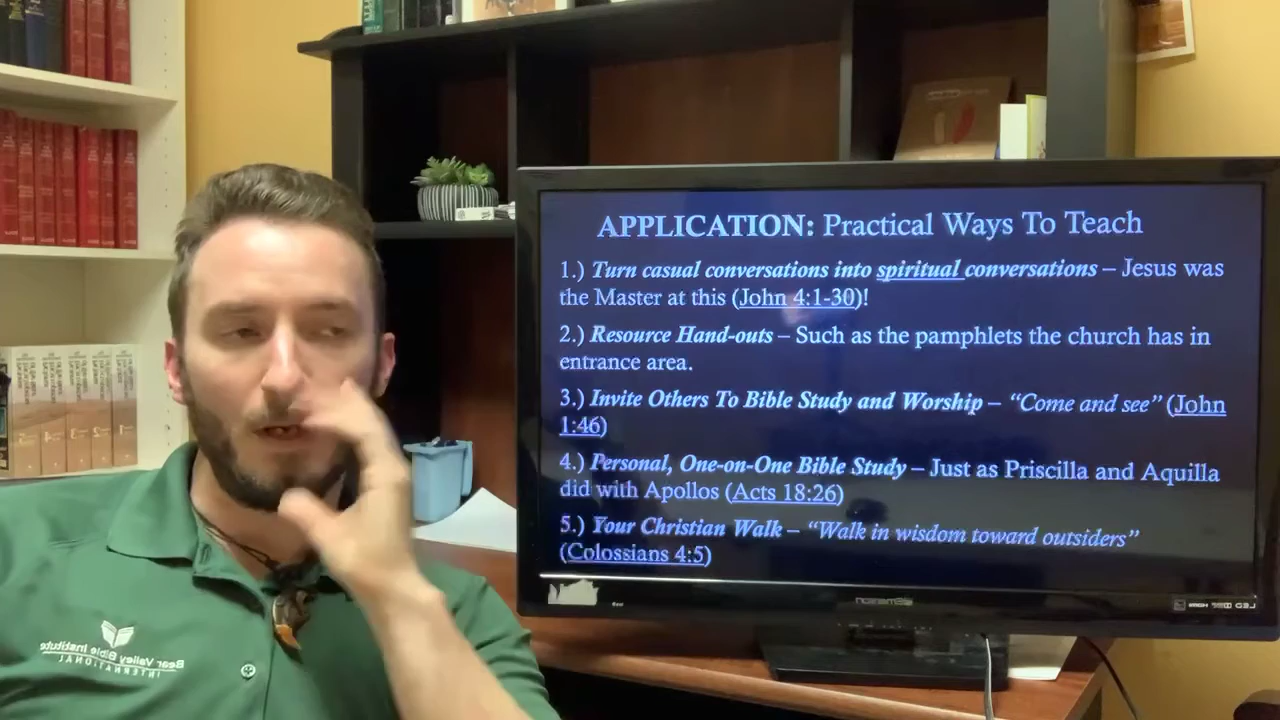 APPLICATION: Practical Ways To Teach
1.) Turn casual conversations into spiritual conversations – Jesus was
the Master at this (John 4:1-30)!
2.) Resource Hand-outs – Such as the pamphlets the church has in
entrance area.
3.) Invite Others To Bible Study and Worship – “Come and see” (John
1:46)
4.) Personal, One-on-One Bible Study – Just as Priscilla and Aquilla
did with Apollos (Acts 18:26)
5.) Your Christian Walk – “Walk in wisdom toward outsiders”
(Colossians 4:5)
Bear Valley Bible Institute
INTERNATIONAL